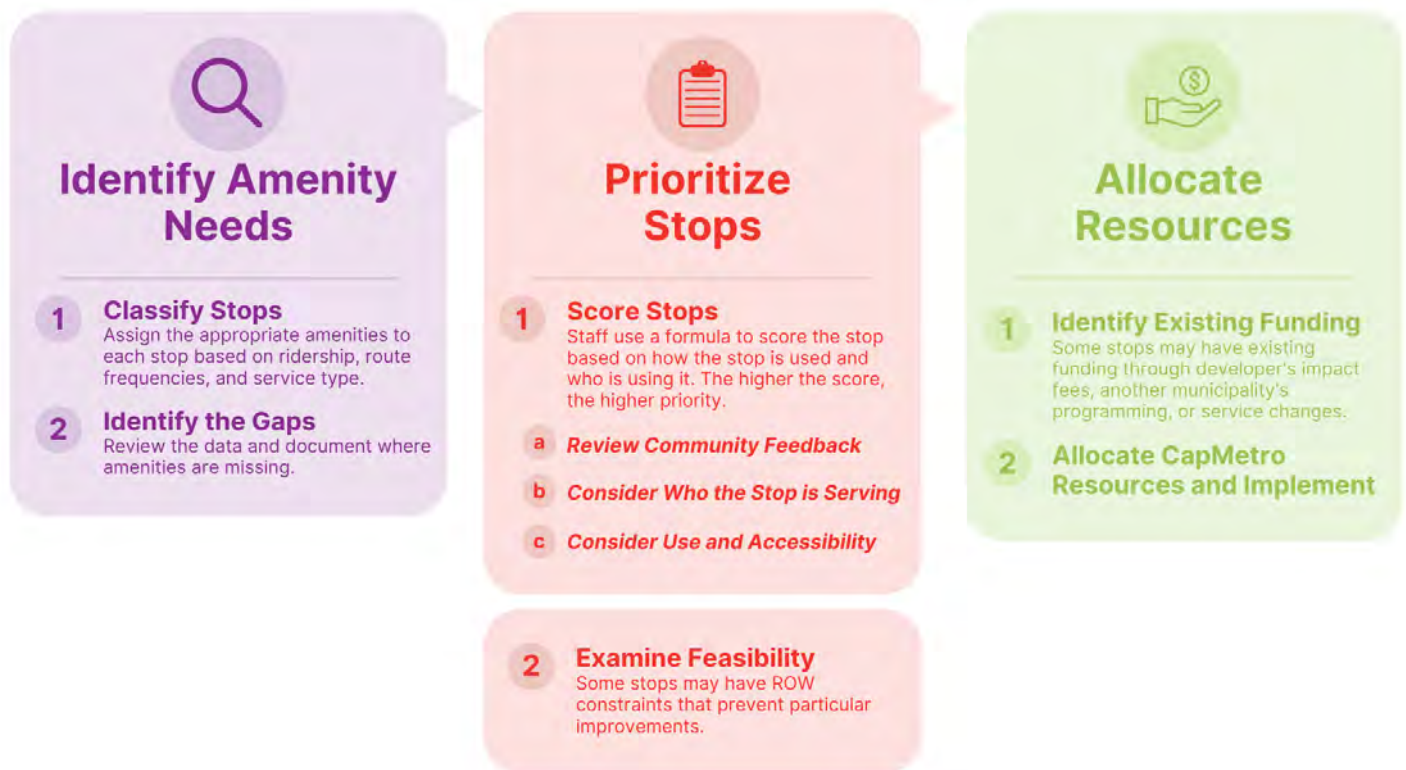 Identify Amenity
Needs
1
Classify Stops
Assign the appropriate amenities to
each stop based on ridership, route
frequencies, and service type.
2
Identify the Gaps
Review the data and document where
amenities are missing.
Prioritize
Stops
1
Score Stops
Staff use a formula to score the stop
based on how the stop is used and
who is using it. The higher the score,
the higher priority.
a Review Community Feedback
b Consider Who the Stop is Serving
c Consider Use and Accessibility
2
Examine Feasibility
Some stops may have ROW
constraints that prevent particular
improvements.
$
Allocate
Resources
1
Identify Existing Funding
Some stops may have existing
funding through developer's impact
fees, another municipality's
programming, or service changes.
2
Allocate CapMetro
Resources and Implement